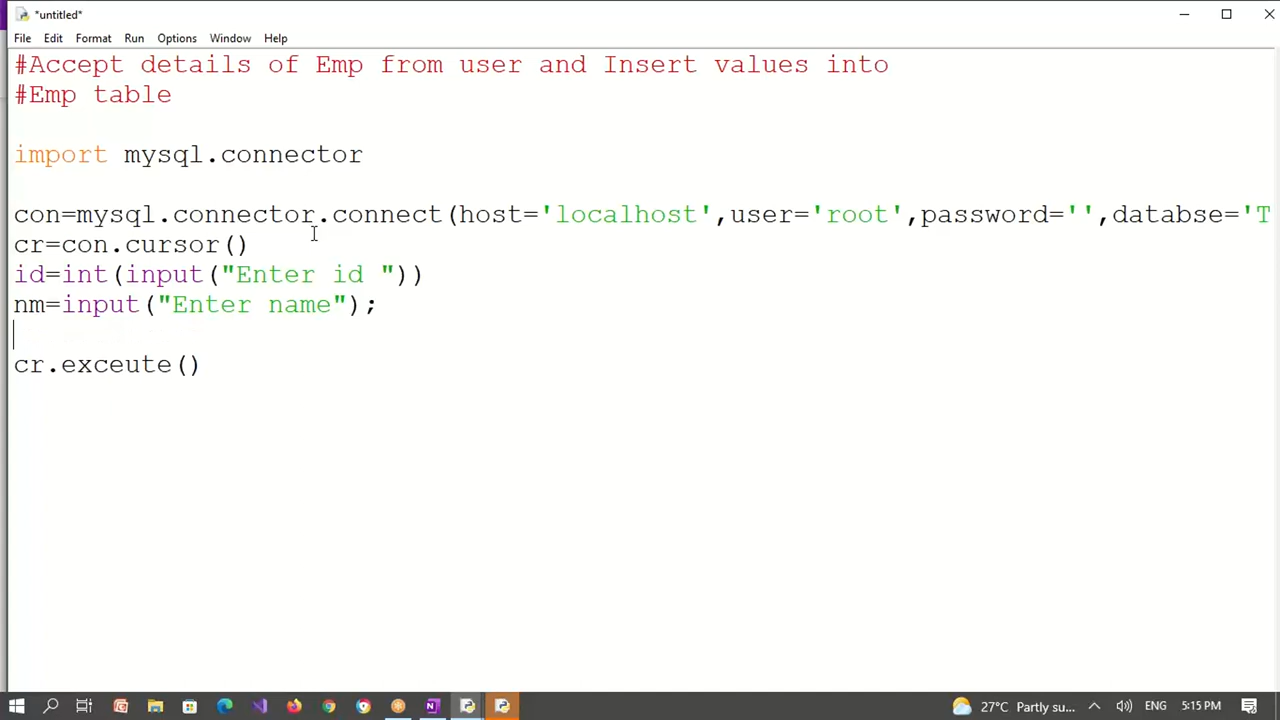 *untitled*
File Edit Format Run Options Window Help
#Accept details of Emp from user and Insert values into
#Emp table
import mysql.connector
con=mysql.connector.connect(host='localhost',user='root',password='',databse='T
cr=con.cursor()
id=int(input("Enter id "))
nm=input("Enter name");
cr.exceute()
27°C Partly su... ENG 5:15 PM